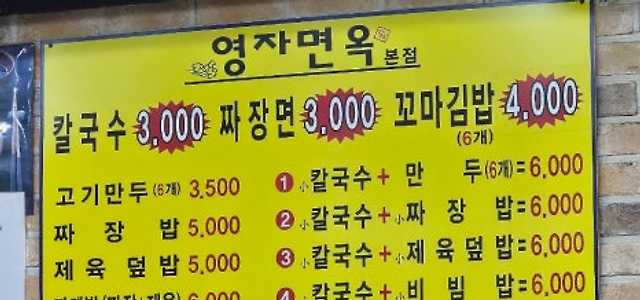 영자면옥 본점
칼국수 3,000 짜장면 3,000 꼬마김밥 4,000
(6개)
고기만두 (6개) 3,500
짜장밥 5,000
제육덮밥 5,000
1 小칼국수 + 만두(6개) = 6,000
2 小칼국수 + 小짜장밥 = 6,000
3 小칼국수 + 小제육덮밥 = 6,000
4 小칼국수 + 小비빔밥 = 6,000